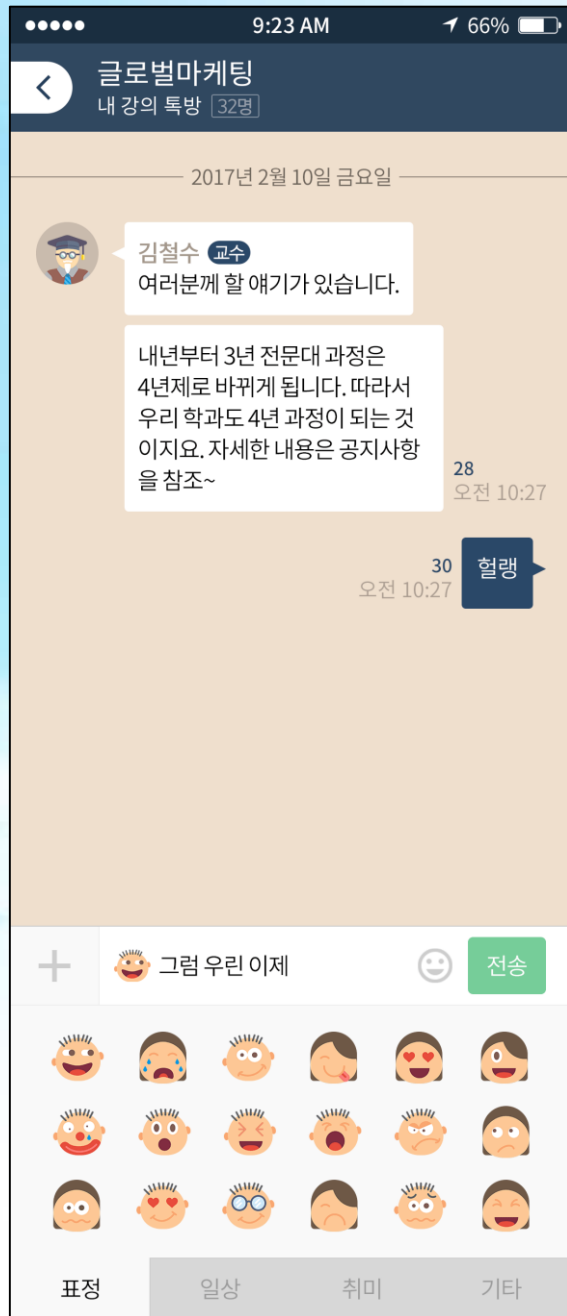 9:23 AM
66%
글로벌마케팅
내 강의 톡방 32명
2017년 2월 10일 금요일
김철수 교수
여러분께 할 얘기가 있습니다.
내년부터 3년 전문대 과정은
4년제로 바뀌게 됩니다. 따라서
우리 학과도 4년 과정이 되는 것
이지요. 자세한 내용은 공지사항
을 참조~
28
오전 10:27
30
오전 10:27
헐랭
그럼 우린 이제
전송
표정
일상
취미
기타